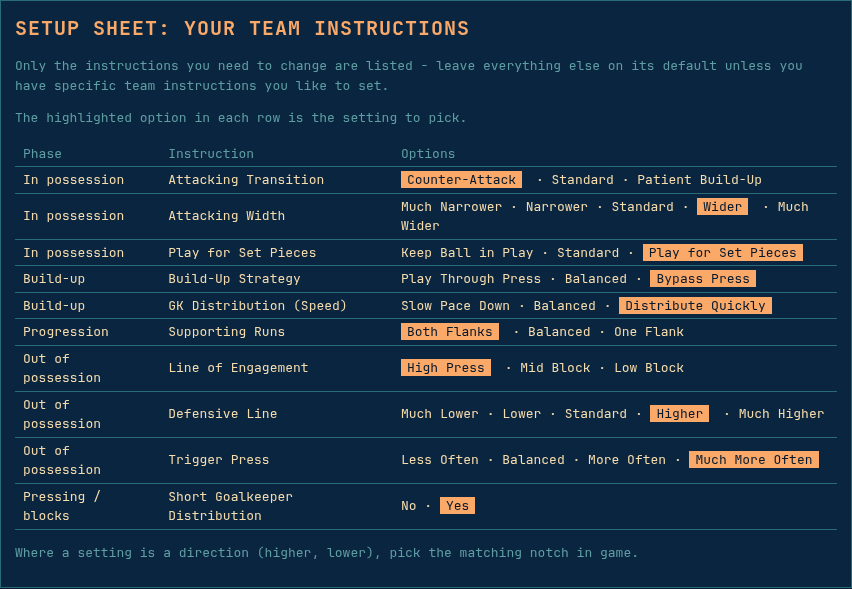 SETUP SHEET: YOUR TEAM INSTRUCTIONS
Only the instructions you need to change are listed - leave everything else on its default unless you
have specific team instructions you like to set.
The highlighted option in each row is the setting to pick.
Phase Instruction Options
In possession Attacking Transition Counter-Attack · Standard · Patient Build-Up
In possession Attacking Width Much Narrower · Narrower · Standard · Wider · Much
Wider
In possession Play for Set Pieces Keep Ball in Play · Standard · Play for Set Pieces
Build-up Build-Up Strategy Play Through Press · Balanced · Bypass Press
Build-up GK Distribution (Speed) Slow Pace Down · Balanced · Distribute Quickly
Progression Supporting Runs Both Flanks · Balanced · One Flank
Out of
possession Line of Engagement High Press · Mid Block · Low Block
Out of
possession Defensive Line Much Lower · Lower · Standard · Higher · Much Higher
Out of
possession Trigger Press Less Often · Balanced · More Often · Much More Often
Pressing / Short Goalkeeper
blocks Distribution No · Yes
Where a setting is a direction (higher, lower), pick the matching notch in game.